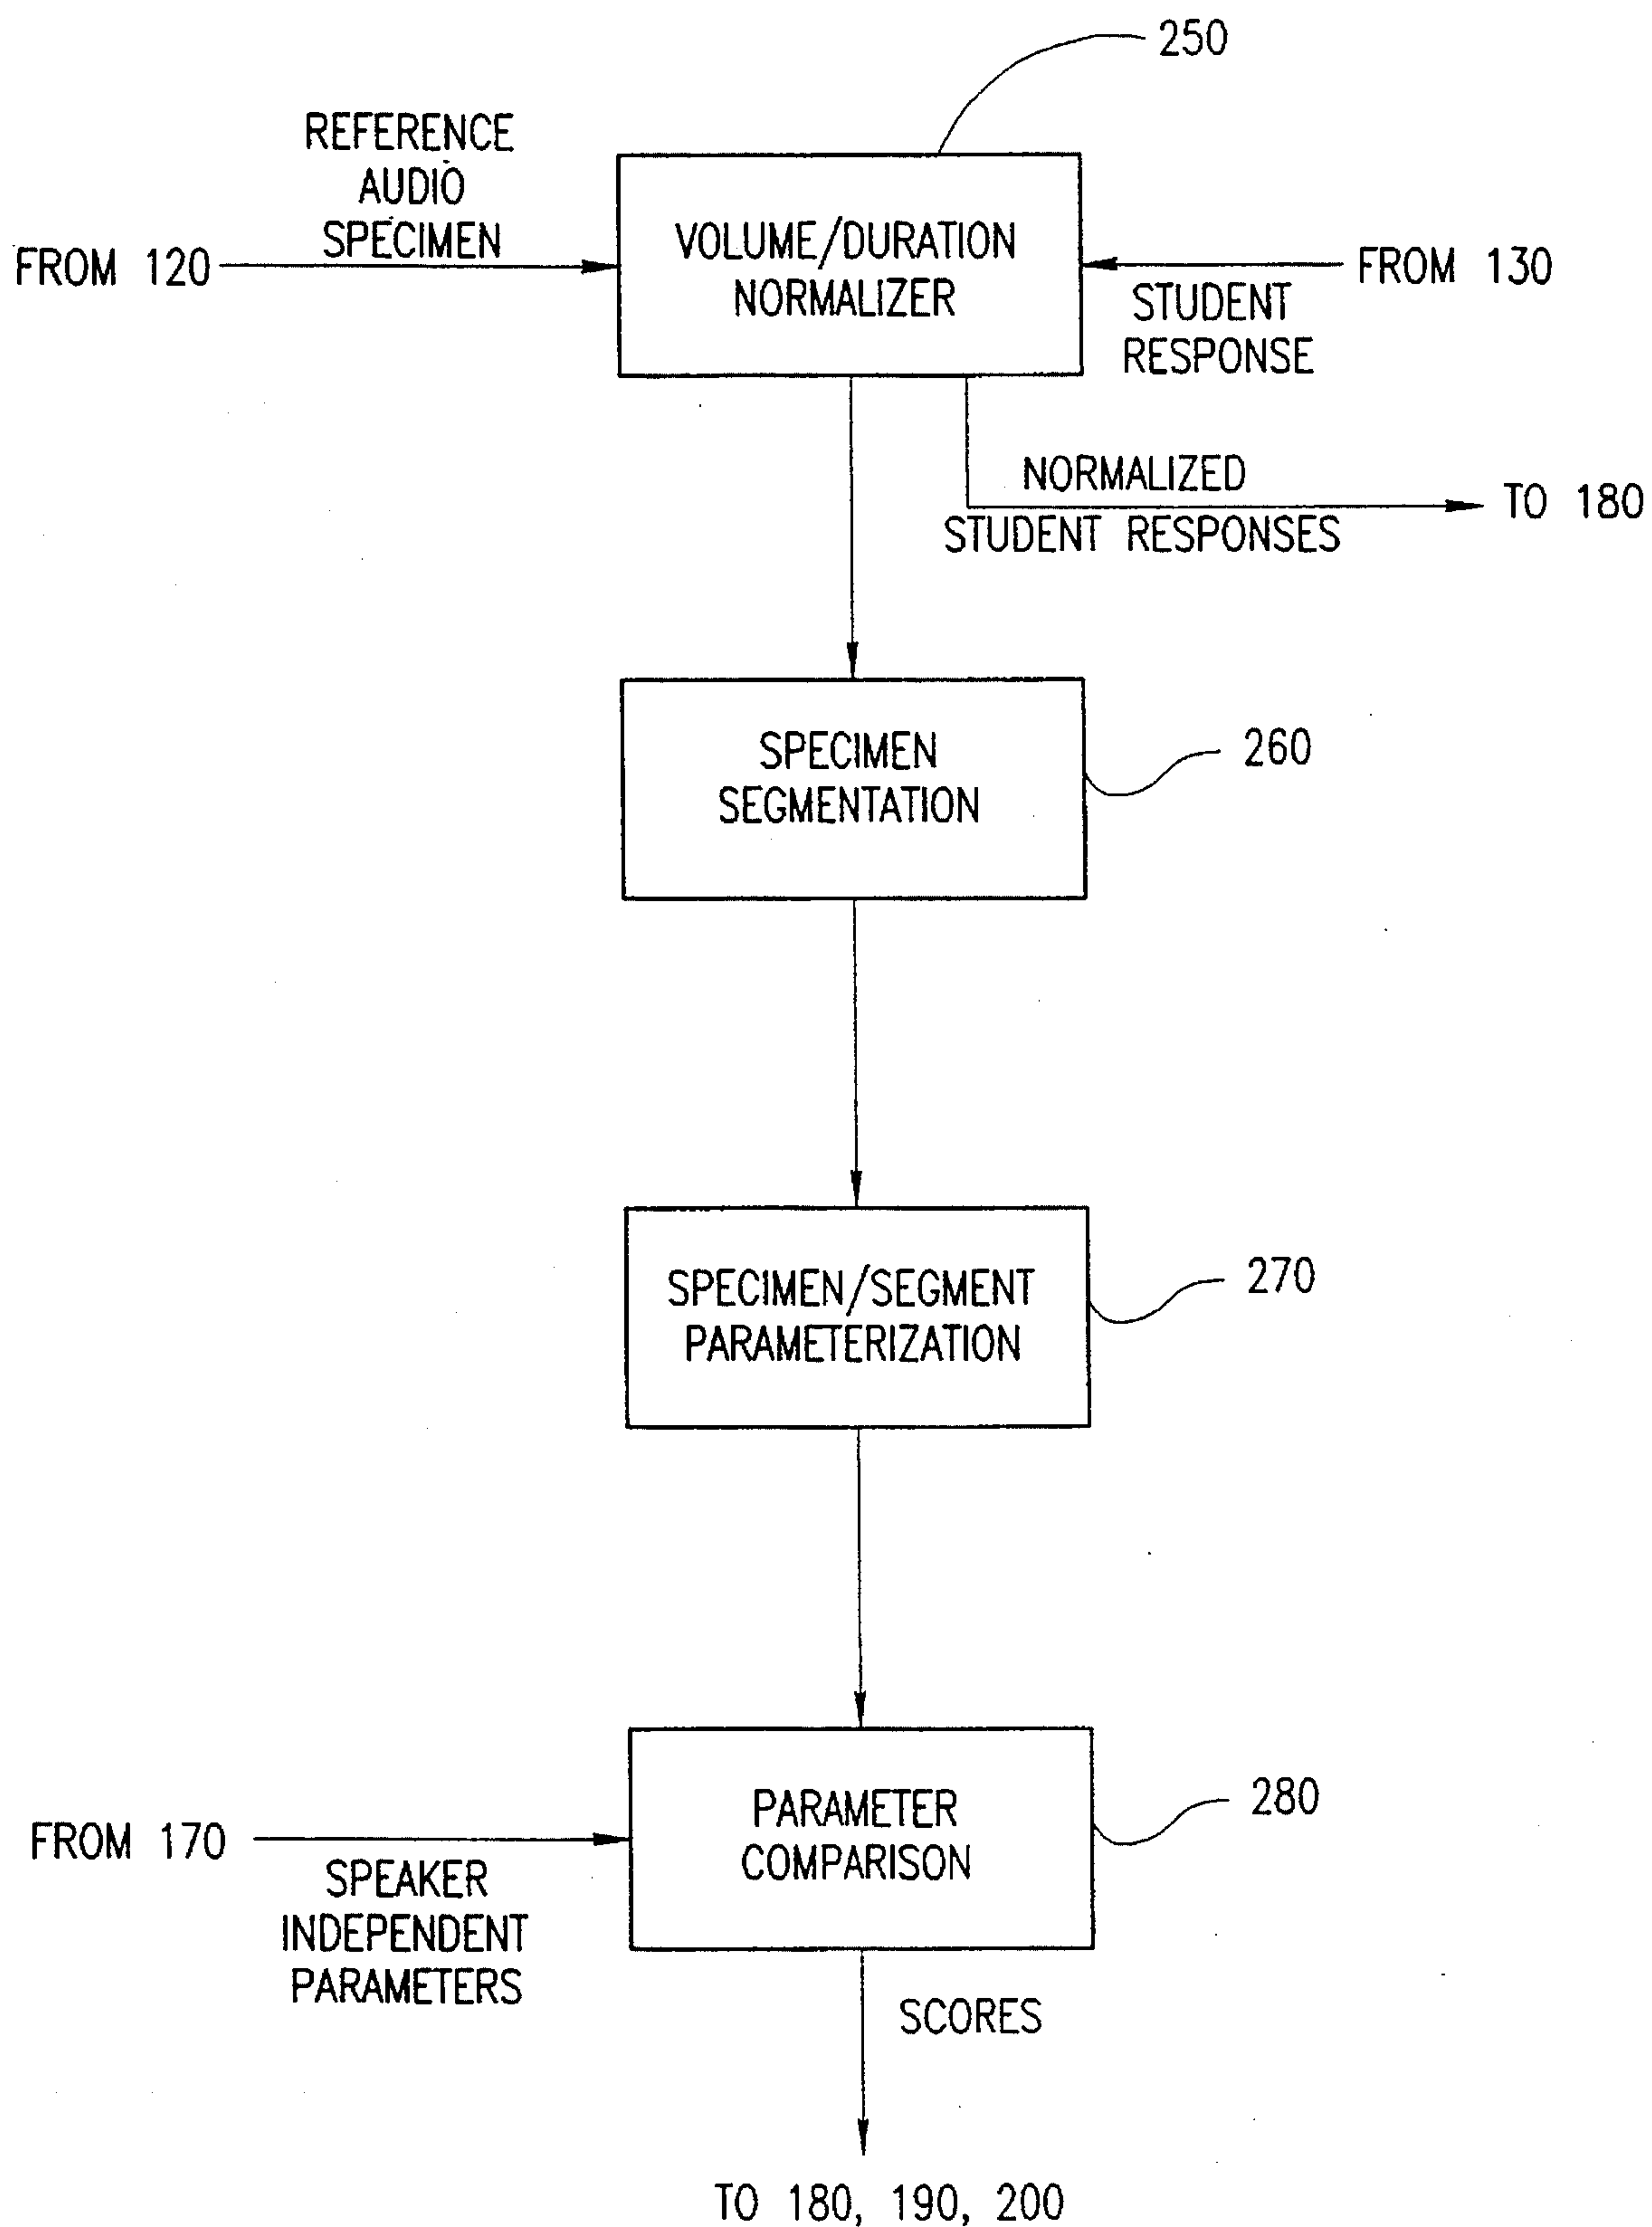 250
REFERENCE
AUDIO
SPECIMEN
FROM 120
VOLUME/DURATION
NORMALIZER
FROM 130
STUDENT
RESPONSE
NORMALIZED
STUDENT RESPONSES
TO 180
SPECIMEN
SEGMENTATION
260
SPECIMEN/SEGMENT
PARAMETERIZATION
270
PARAMETER
COMPARISON
280
FROM 170
SPEAKER
INDEPENDENT
PARAMETERS
SCORES
TO 180, 190, 200